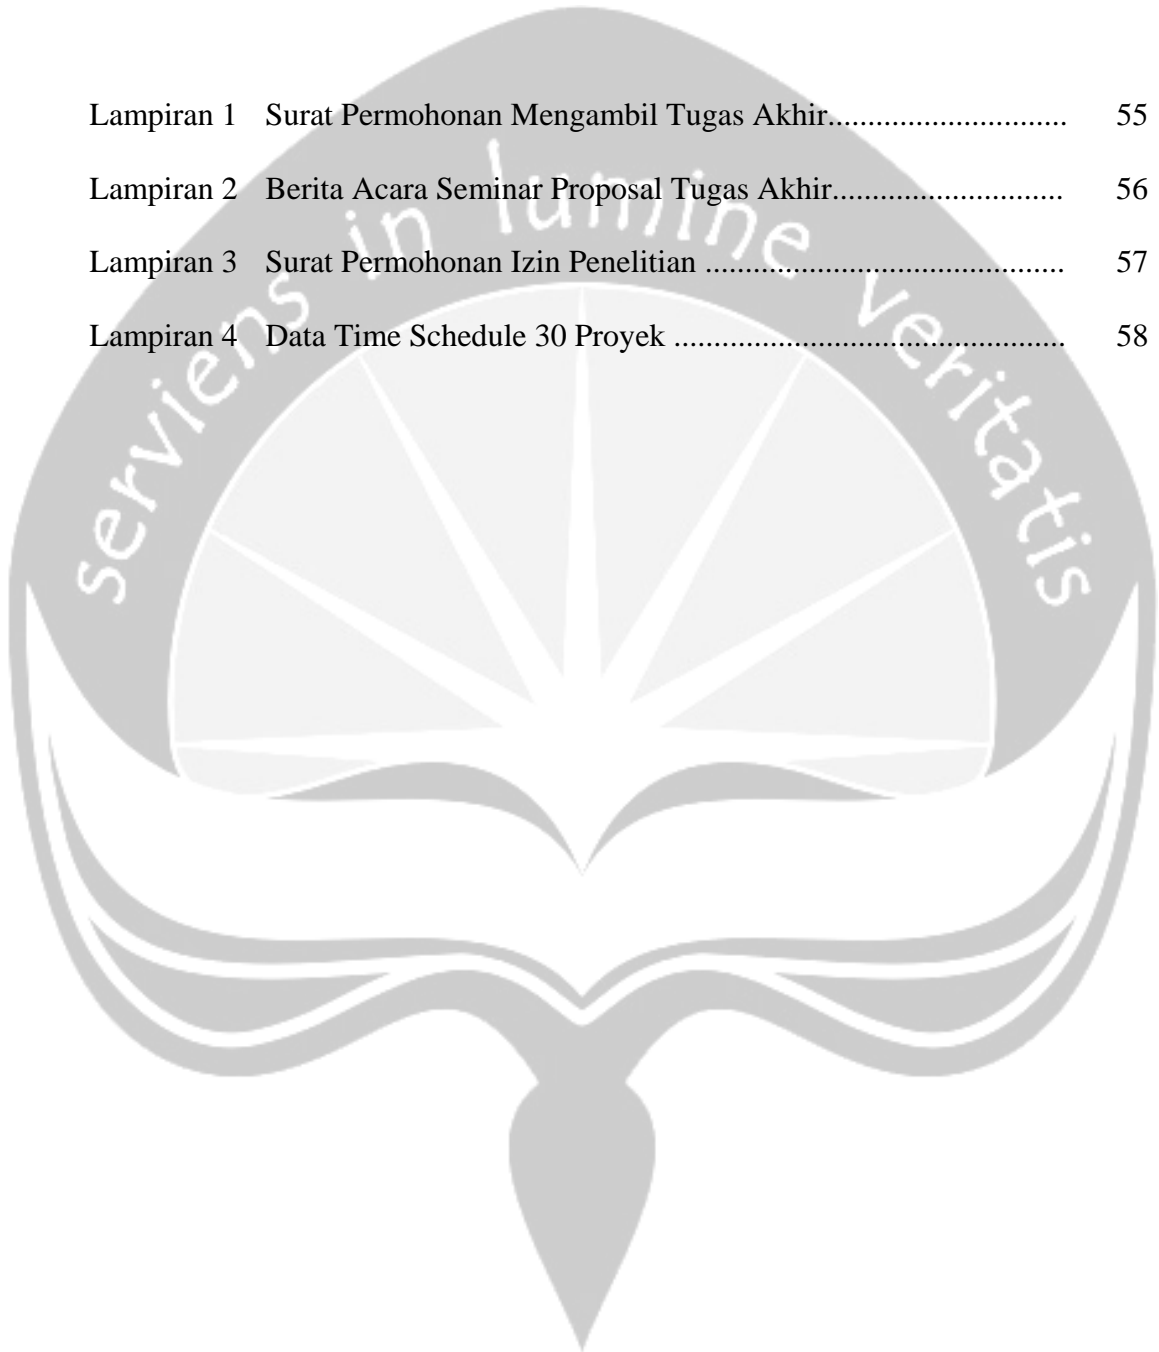 Lampiran 1 Surat Permohonan Mengambil Tugas Akhir.............................. 55
Lampiran 2 Berita Acara Seminar Proposal Tugas Akhir............................. 56
Lampiran 3 Surat Permohonan Izin Penelitian ............................................. 57
Lampiran 4 Data Time Schedule 30 Proyek ................................................. 58
serviens in lumine veritatis